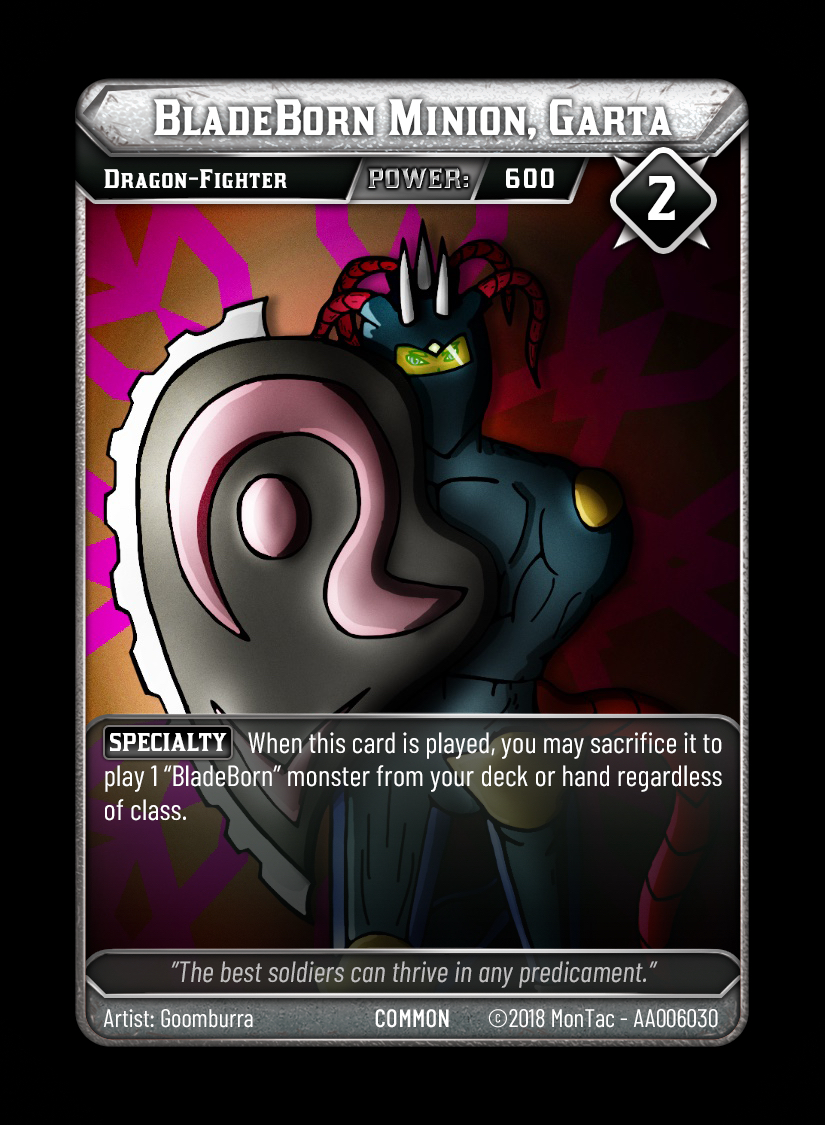 BladeBorn Minion, Garta
Dragon-Fighter POWER: 600
2
SPECIALTY When this card is played, you may sacrifice it to
play 1 "BladeBorn" monster from your deck or hand regardless
of class.
"The best soldiers can thrive in any predicament."
Artist: Goomburra COMMON ©2018 MonTac - AA006030